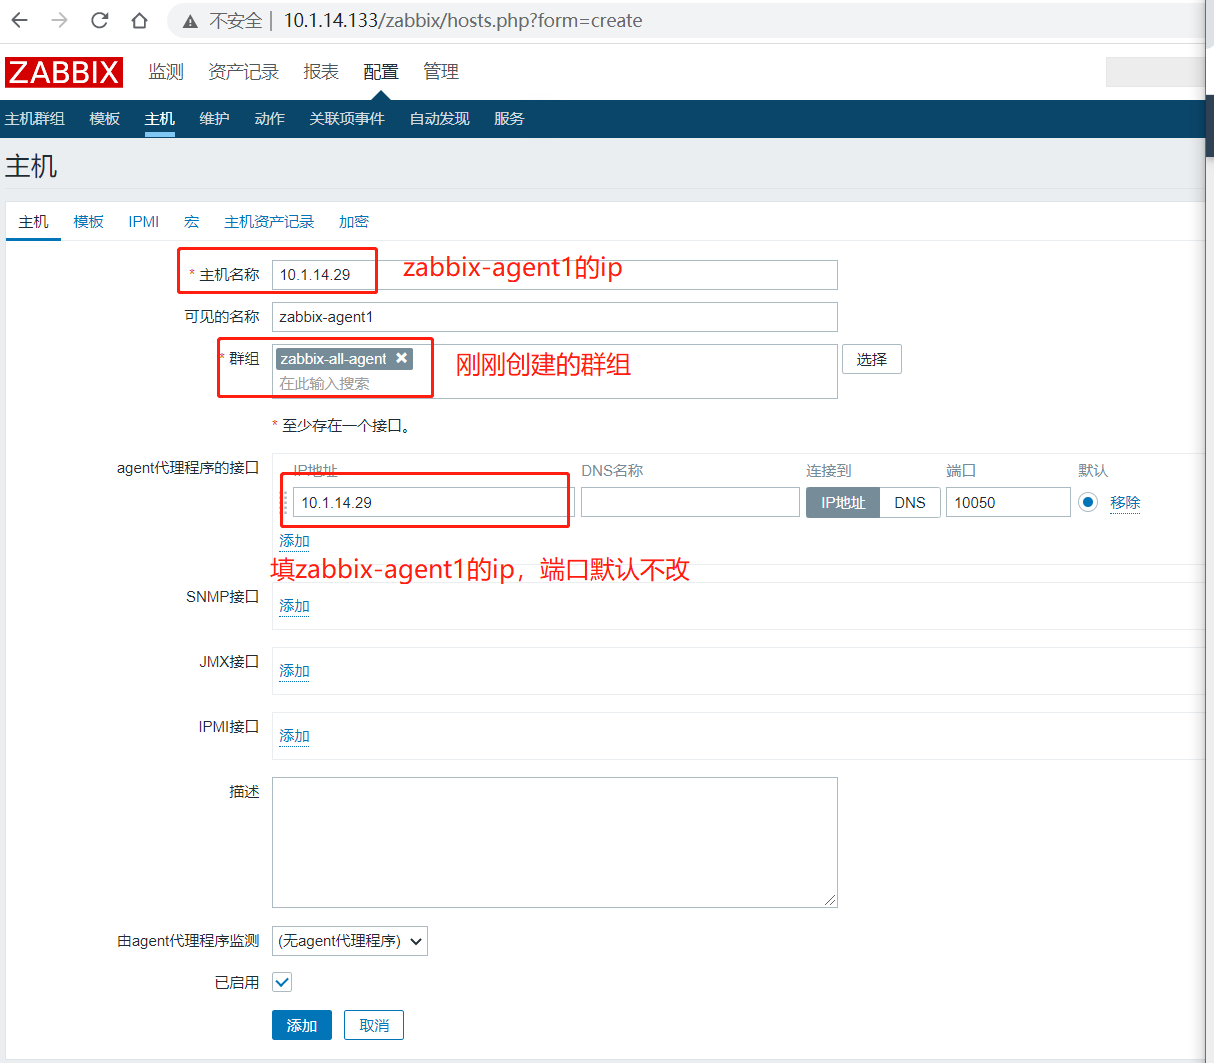 不安全 | 10.1.14.133/zabbix/hosts.php?form=create
ZABBIX 监测 资产记录 报表 配置 管理
主机群组 模板 主机 维护 动作 关联项事件 自动发现 服务
主机
主机 模板 IPMI 宏 主机资产记录 加密
* 主机名称 10.1.14.29 zabbix-agent1的ip
可见的名称 zabbix-agent1
* 群组 zabbix-all-agent ✖ 刚刚创建的群组 选择
在此输入搜索
* 至少存在一个接口。
agent代理程序的接口 IP地址 DNS名称 连接到 端口 默认
10.1.14.29 IP地址 DNS 10050 移除
添加
填zabbix-agent1的ip，端口默认不改
SNMP接口 添加
JMX接口 添加
IPMI接口 添加
描述
由agent代理程序监测 (无agent代理程序)
已启用
添加 取消